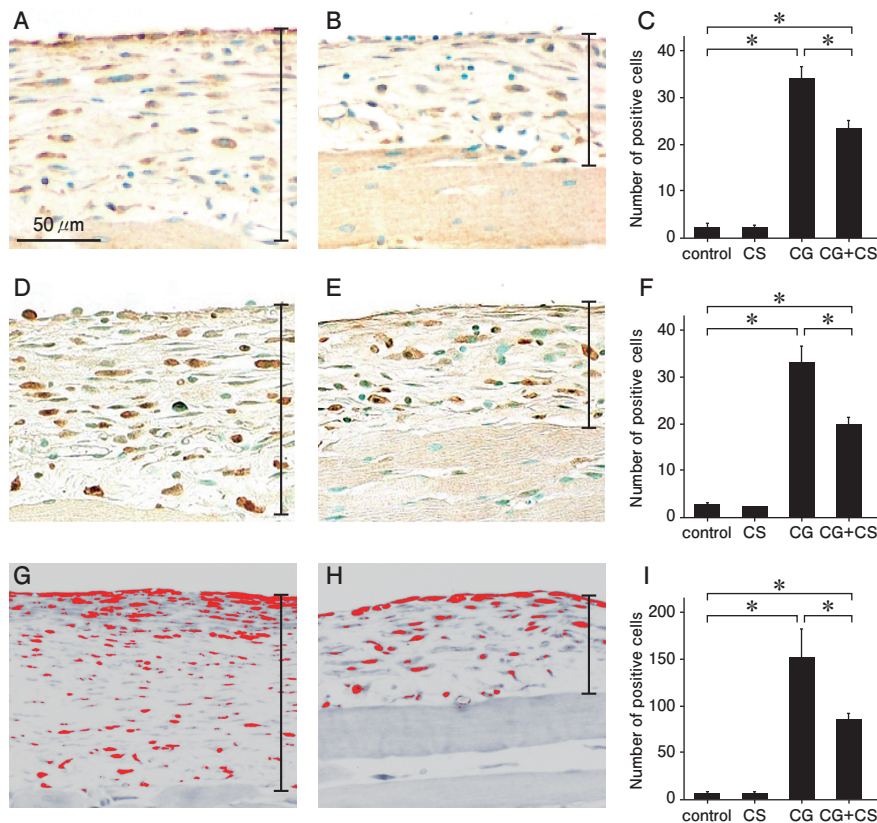 A
50 μm
B
C
Number of positive cells
40
30
20
10
0
* 
* *
control CS CG CG+CS
D
E
F
Number of positive cells
40
30
20
10
0
*
* *
control CS CG CG+CS
G
H
I
Number of positive cells
200
150
100
50
0
*
* *
control CS CG CG+CS